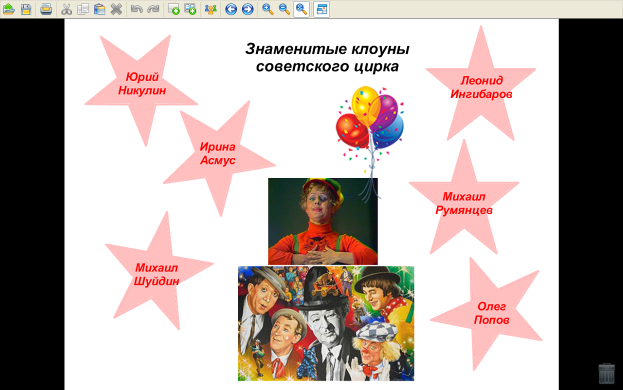 Знаменитые клоуны
советского цирка
Юрий
Никулин
Леонид
Ингибаров
Ирина
Асмус
Михаил
Румянцев
Михаил
Шуйдин
Олег
Попов